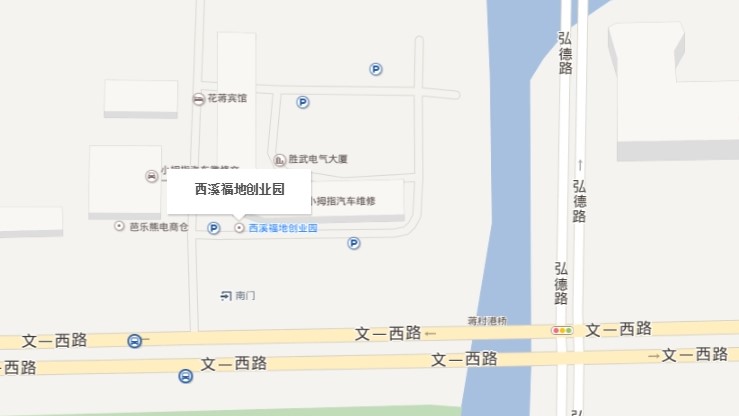 弘德路
P
花蒋宾馆
P
胜武电气大厦
西溪福地创业园
小拇指汽车维修
弘德路
芭乐熊电商仓
P
西溪福地创业园
P
南门
弘德路
蒋村港桥
文一西路
文一西路
文一西路
一西路
文一西路
文一西路
文一西路
弘